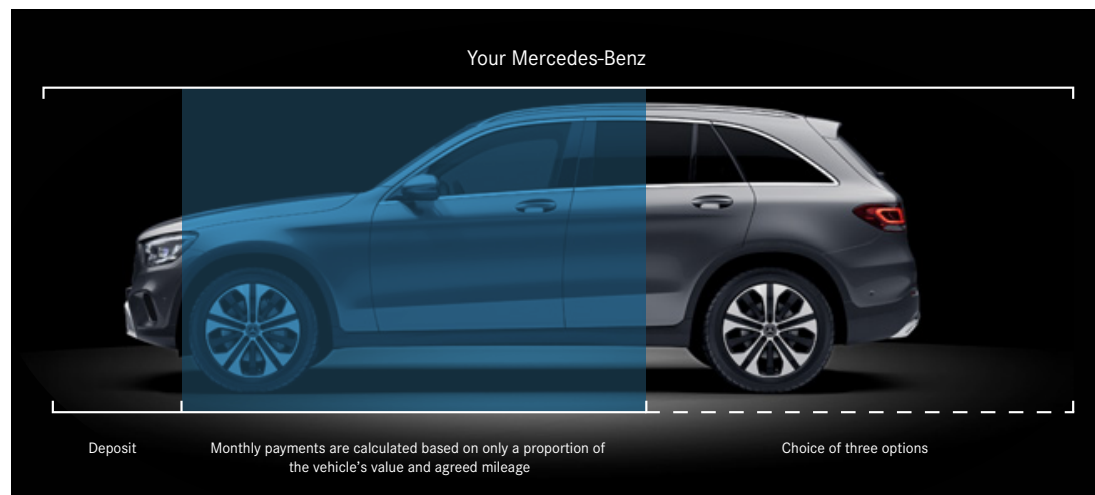 Your Mercedes-Benz
Deposit
Monthly payments are calculated based on only a proportion of
the vehicle's value and agreed mileage
Choice of three options